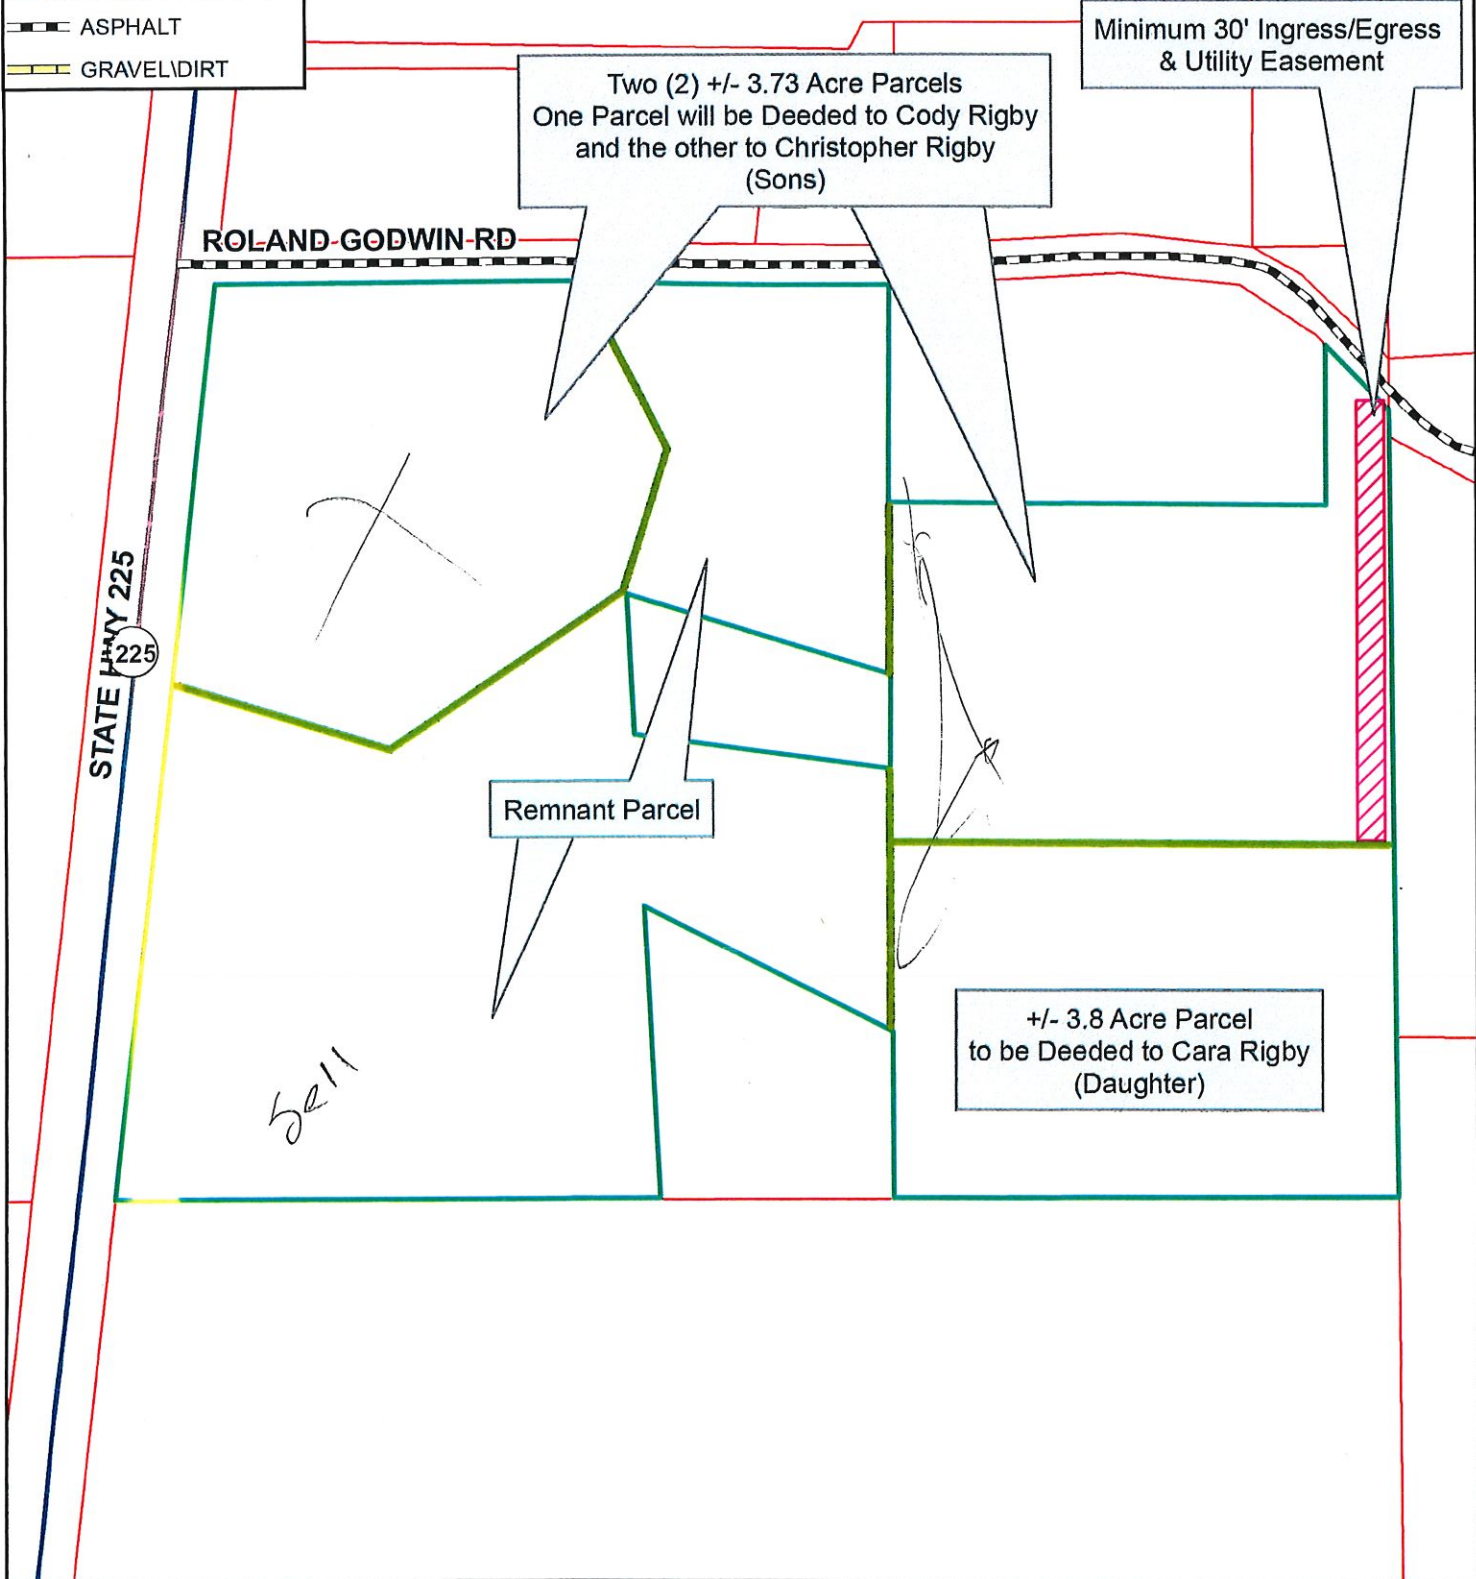 ASPHALT
GRAVEL\DIRT
Minimum 30' Ingress/Egress
& Utility Easement
Two (2) +/- 3.73 Acre Parcels
One Parcel will be Deeded to Cody Rigby
and the other to Christopher Rigby
(Sons)
ROLAND-GODWIN-RD
STATE HWY 225
225
Remnant Parcel
+/- 3.8 Acre Parcel
to be Deeded to Cara Rigby
(Daughter)
Sell